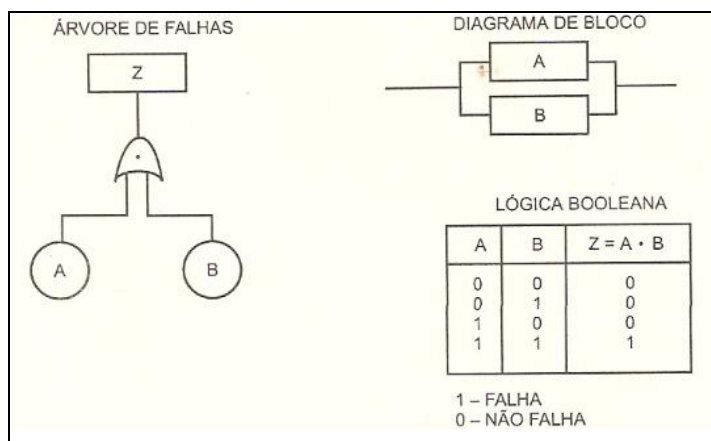 ÁRVORE DE FALHAS
Z
A
B
DIAGRAMA DE BLOCO
A
B
LÓGICA BOOLEANA
A B Z = A · B
0 0 0
0 1 0
1 0 0
1 1 1
1 – FALHA
0 – NÃO FALHA